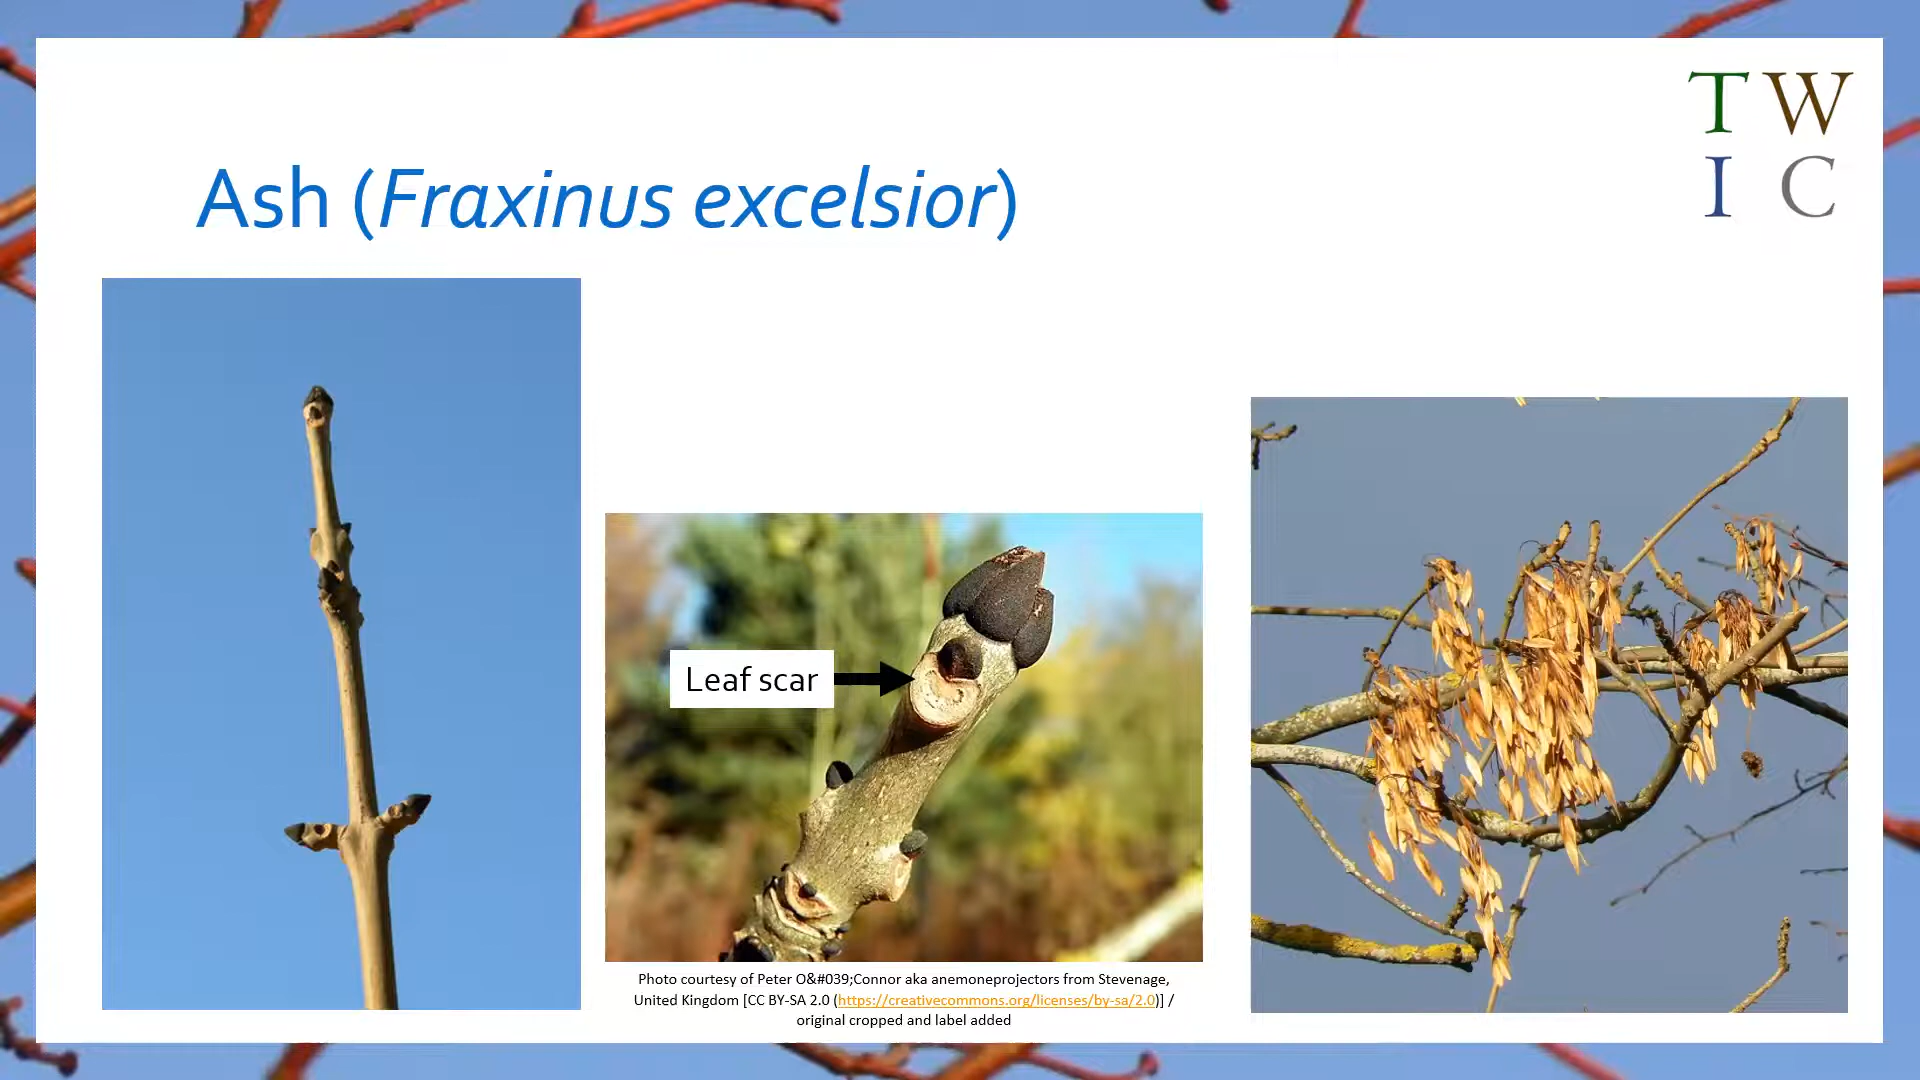 T W
I C
Ash (Fraxinus excelsior)
Leaf scar
Photo courtesy of Peter O&#039;Connor aka anemoneprojectors from Stevenage,
United Kingdom [CC BY-SA 2.0 (https://creativecommons.org/licenses/by-sa/2.0)] /
original cropped and label added